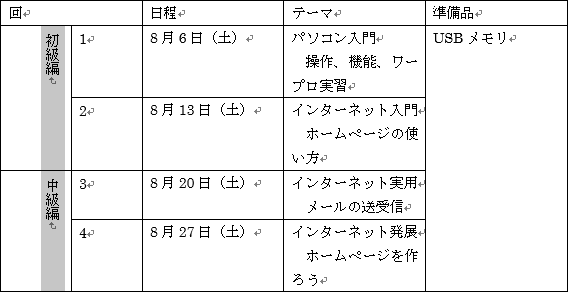 回 日程 テーマ 準備品
初級編
1 8月6日（土） パソコン入門 USBメモリ
操作、機能、ワー
プロ実習
2 8月13日（土） インターネット入門
ホームページの使
い方
中級編
3 8月20日（土） インターネット実用
メールの送受信
4 8月27日（土） インターネット発展
ホームページを作
ろう